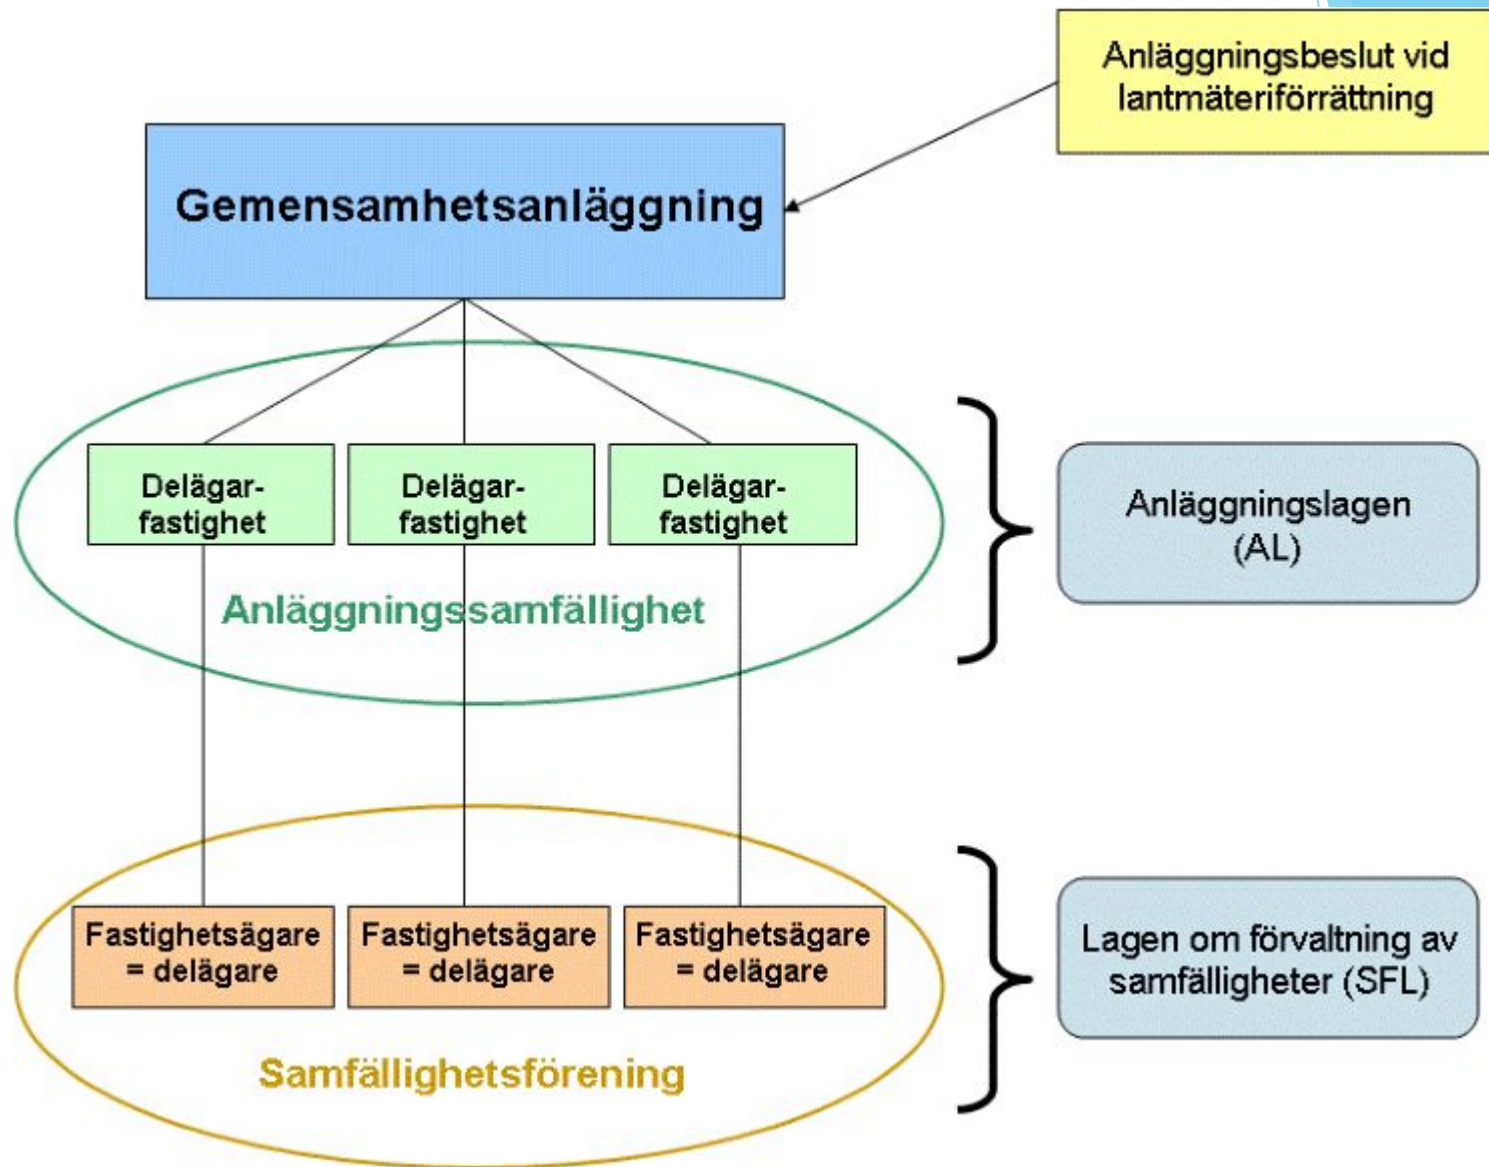 Anläggningsbeslut vid
lantmäteriförrättning
Gemensamhetsanläggning
Delägar-
fastighet
Delägar-
fastighet
Delägar-
fastighet
Anläggningssamfällighet
Anläggningslagen
(AL)
Fastighetsägare
= delägare
Fastighetsägare
= delägare
Fastighetsägare
= delägare
Samfällighetsförening
Lagen om förvaltning av
samfälligheter (SFL)